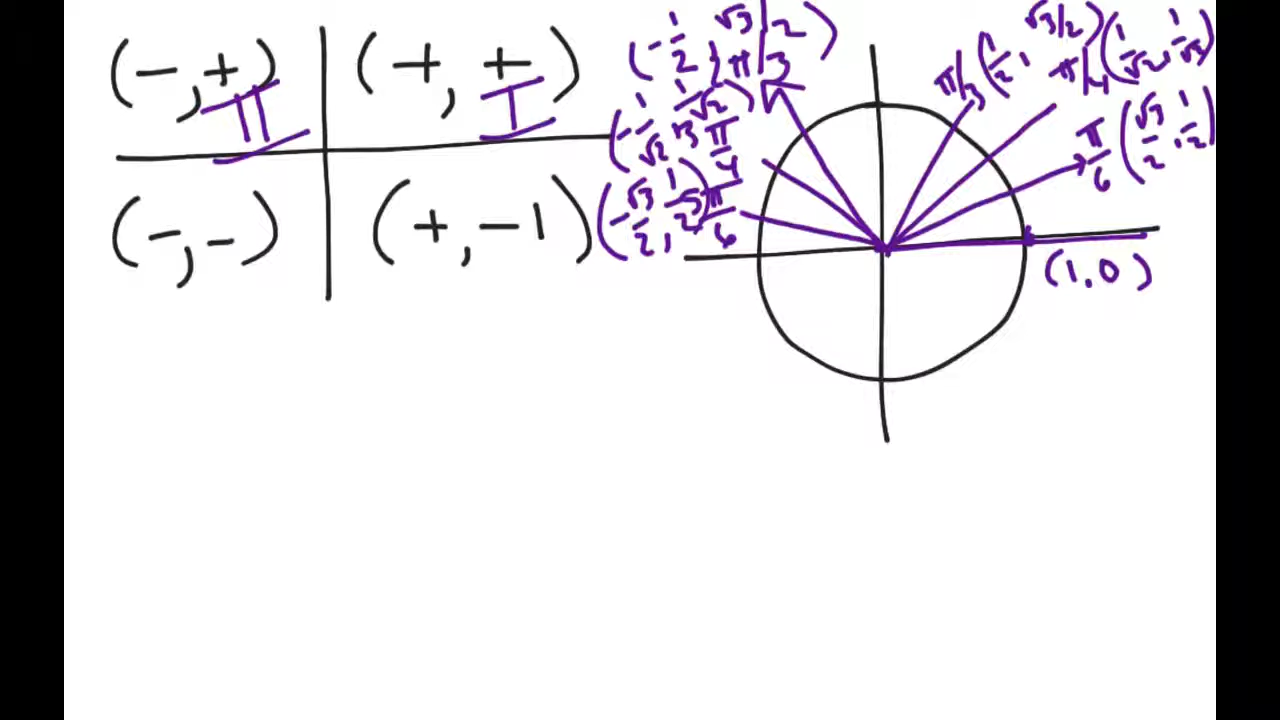 (-,+) (+,+)
II I
(-,-) (+,-1)
(-1/2, √3/2)
2π/3
(-1/√2, 1/√2)
3π/4
(-√3/2, 1/2) 5π/6
π/3 (1/2, √3/2)
π/4 (1/√2, 1/√2)
π/6 (√3/2, 1/2)
(1,0)